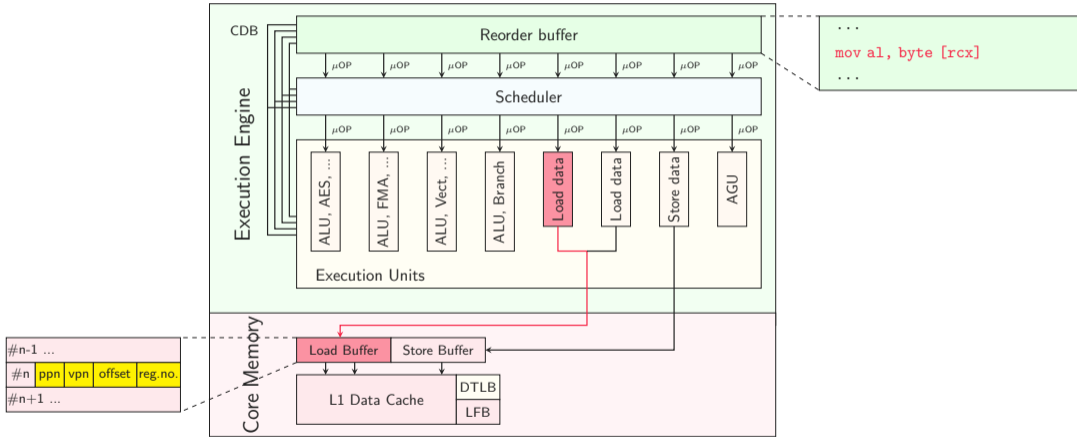 CDB
Reorder buffer
...
mov al, byte [rcx]
...
μOP μOP μOP μOP μOP μOP μOP μOP
Scheduler
μOP μOP μOP μOP μOP μOP μOP μOP
Execution Engine
ALU, AES, ...
ALU, FMA, ...
ALU, Vect, ...
ALU, Branch
Load data
Load data
Store data
AGU
Execution Units
Core Memory
#n-1 ...
#n ppn vpn offset reg.no.
#n+1 ...
Load Buffer
Store Buffer
L1 Data Cache
DTLB
LFB